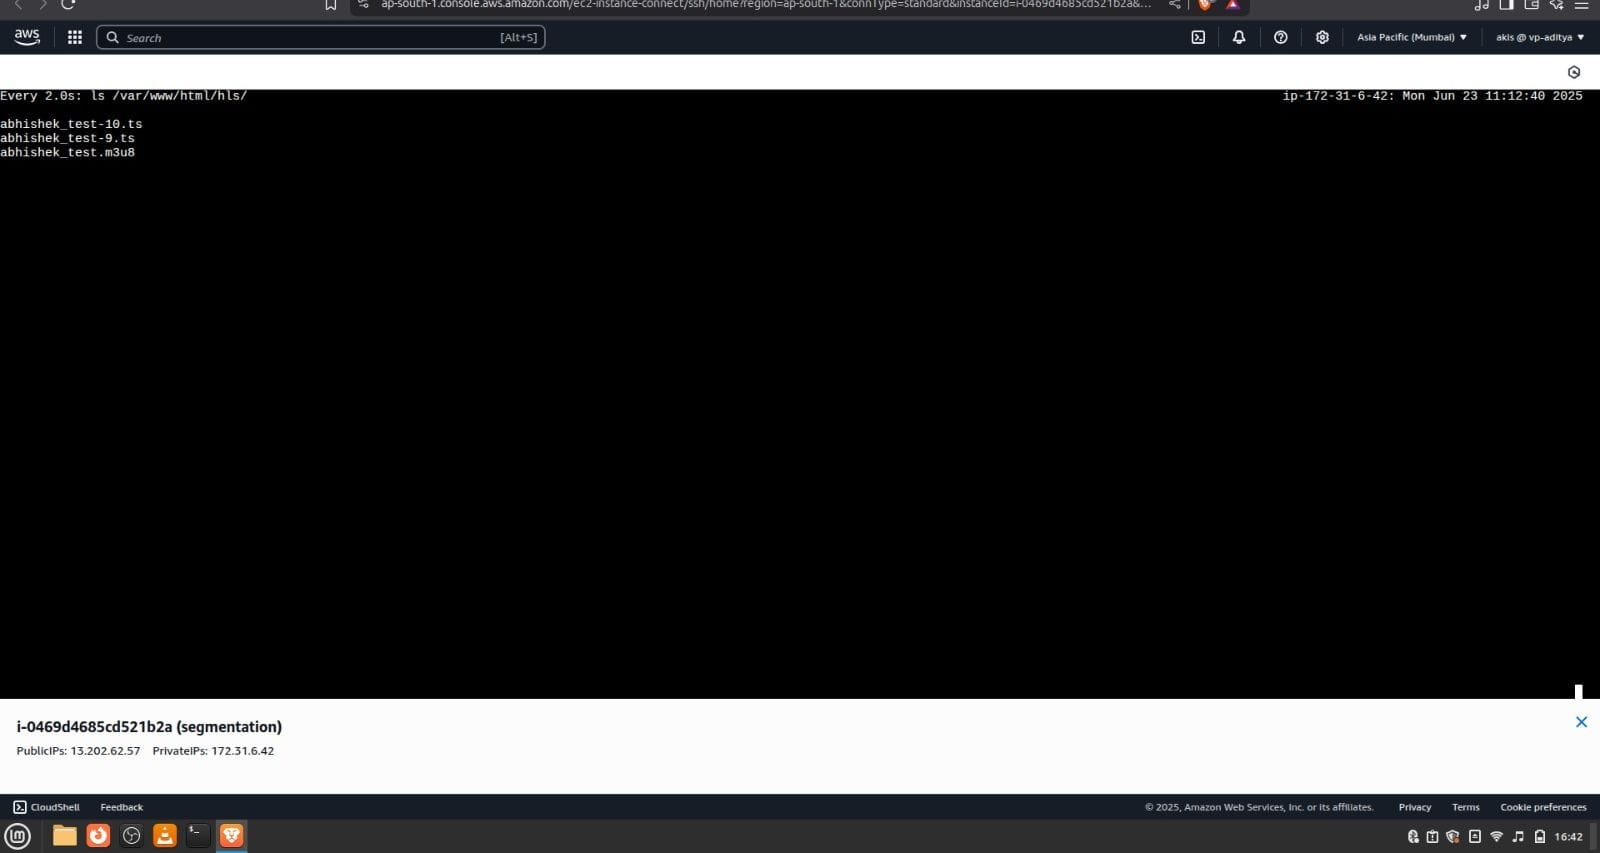 ap-south-1.console.aws.amazon.com/ec2-instance-connect/ssh/home?region=ap-south-1&connType=standard&instanceId=i-0469d4685cd521b2a&...
aws
Search [Alt+S]
Asia Pacific (Mumbai)
akis @ vp-aditya
Every 2.0s: ls /var/www/html/hls/
ip-172-31-6-42: Mon Jun 23 11:12:40 2025
abhishek_test-10.ts
abhishek_test-9.ts
abhishek_test.m3u8
i-0469d4685cd521b2a (segmentation)
PublicIPs: 13.202.62.57 PrivateIPs: 172.31.6.42
CloudShell Feedback
© 2025, Amazon Web Services, Inc. or its affiliates. Privacy Terms Cookie preferences
16:42